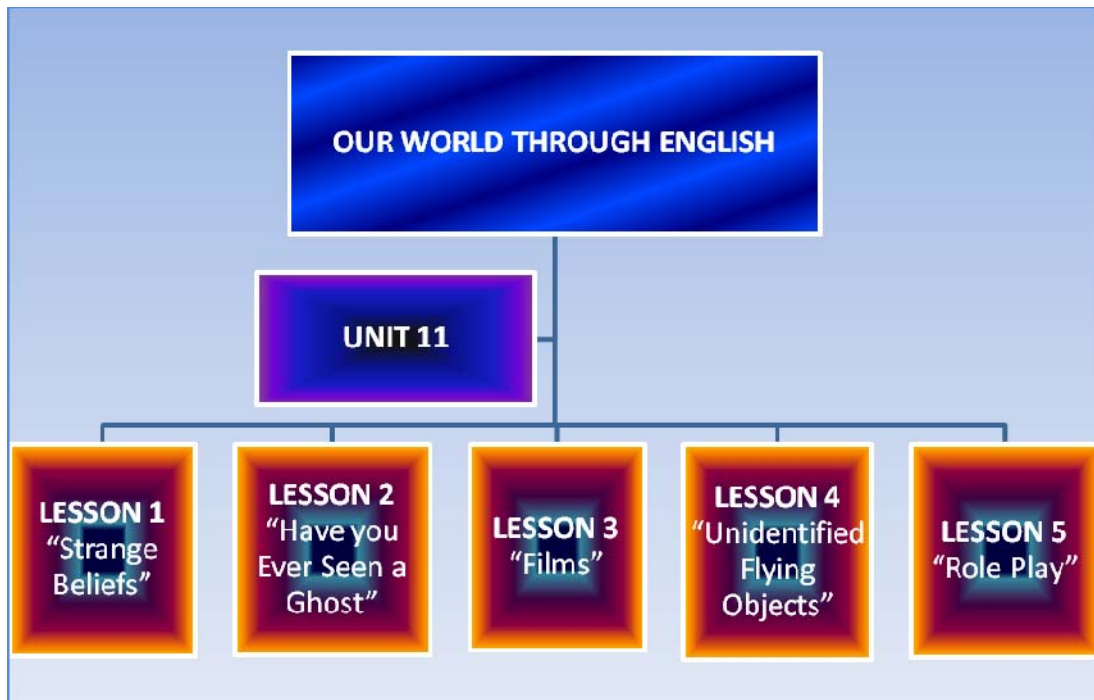 OUR WORLD THROUGH ENGLISH
UNIT 11
LESSON 1
“Strange
Beliefs”
LESSON 2
“Have you
Ever Seen a
Ghost”
LESSON 3
“Films”
LESSON 4
“Unidentified
Flying
Objects”
LESSON 5
“Role Play”